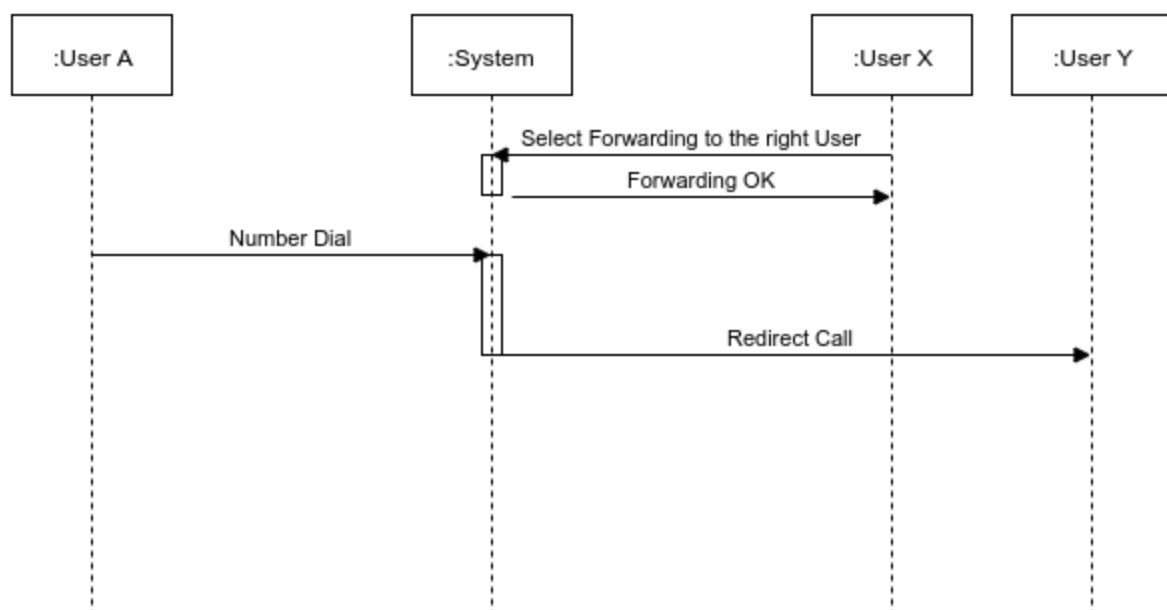 :User A
:System
:User X
:User Y
Select Forwarding to the right User
Forwarding OK
Number Dial
Redirect Call